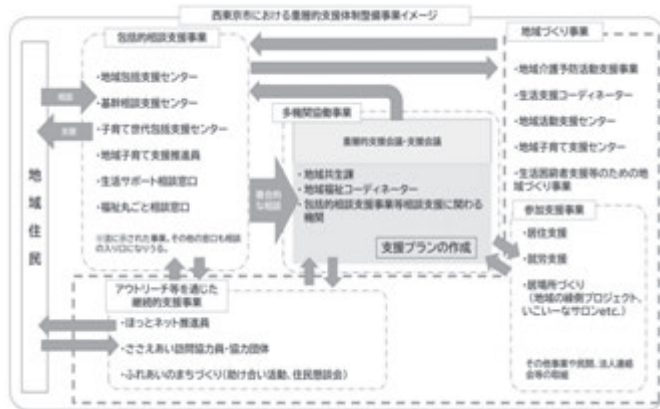 西東京市における重層的支援体制整備事業イメージ
地域住民
相談
支援
包括的相談支援事業
・地域包括支援センター
・基幹相談支援センター
・子育て世代包括支援センター
・地域子育て支援推進員
・生活サポート相談窓口
・福祉丸ごと相談窓口
※法に示された事業。その他の窓口も相談
の入り口になりうる。
複合的
な相談
多機関協働事業
重層的支援会議・支援会議
・地域共生課
・地域福祉コーディネーター
・包括的相談支援事業等相談支援に関わる
機関
支援プランの作成
地域づくり事業
・地域介護予防活動支援事業
・生活支援コーディネーター
・地域活動支援センター
・地域子育て支援センター
・生活困窮者支援等のための地
域づくり事業
参加支援事業
・居住支援
・就労支援
・居場所づくり
(地域の縁側プロジェクト、
いこいーなサロンetc.)
その他事業や民間、法人連絡
会等の取組
アウトリーチ等を通じた
継続的支援事業
・ほっとネット推進員
・ささえあい訪問協力員・協力団体
・ふれあいのまちづくり(助け合い活動、住民懇談会)